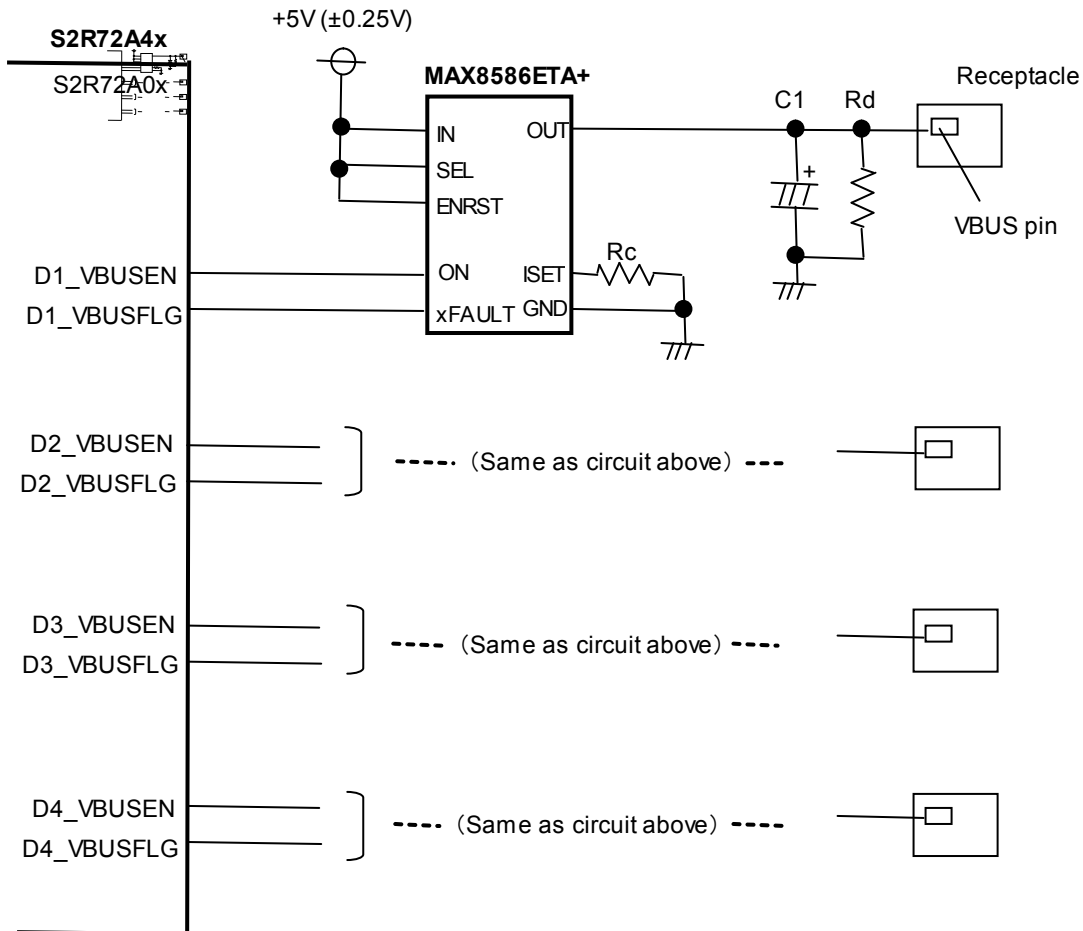 +5V (±0.25V)
S2R72A4x
S2R72A0x
MAX8586ETA+
Receptacle
C1
Rd
IN
OUT
SEL
ENRST
+
VBUS pin
D1_VBUSEN
ON
ISET
Rc
D1_VBUSFLG
xFAULT
GND
D2_VBUSEN
(Same as circuit above)
D2_VBUSFLG
D3_VBUSEN
(Same as circuit above)
D3_VBUSFLG
D4_VBUSEN
(Same as circuit above)
D4_VBUSFLG